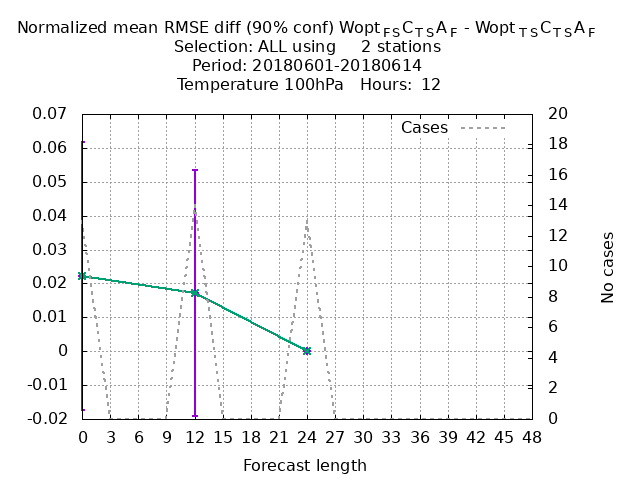 Normalized mean RMSE diff (90% conf) Wopt FS C TS A F - Wopt TS C TS A F
Selection: ALL using 2 stations
Period: 20180601-20180614
Temperature 100hPa Hours: 12
Cases
0.07
0.06
0.05
0.04
0.03
0.02
0.01
0
-0.01
-0.02
20
18
16
14
12
10
8
6
4
2
0
No cases
0 3 6 9 12 15 18 21 24 27 30 33 36 39 42 45 48
Forecast length